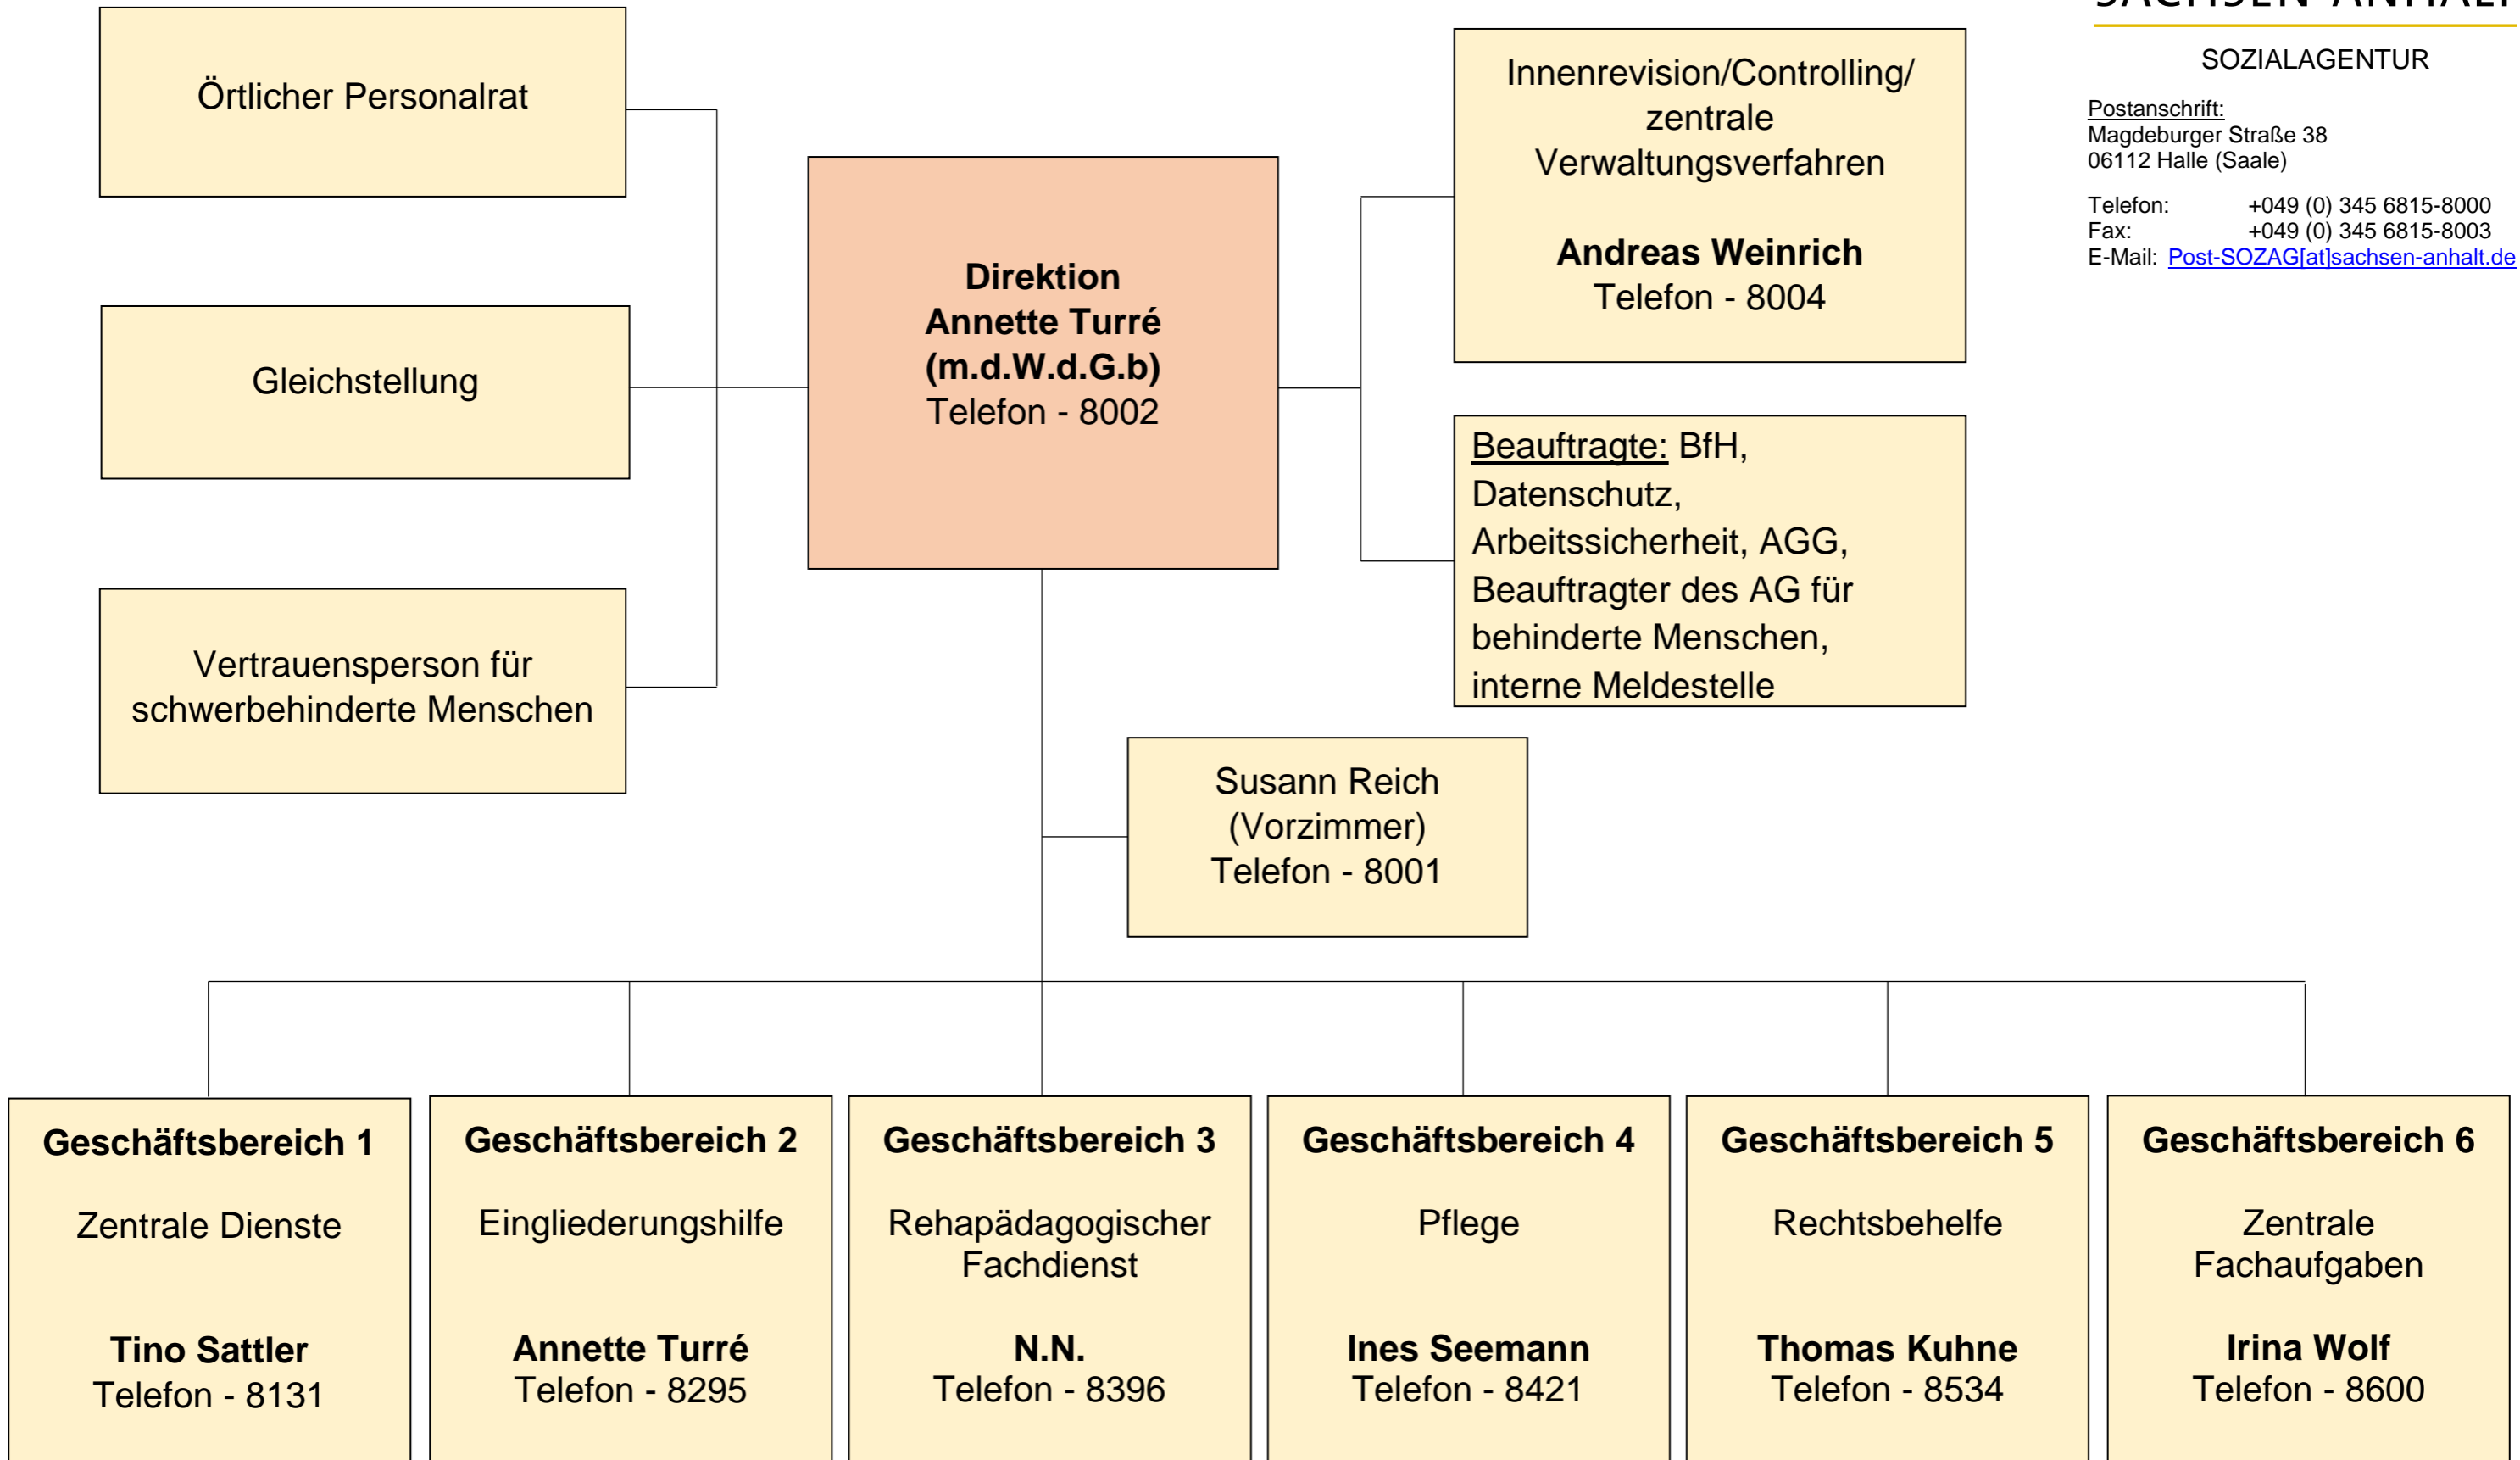 SACHSEN-ANHALT
SOZIALAGENTUR
Postanschrift:
Magdeburger Straße 38
06112 Halle (Saale)
Telefon: +049 (0) 345 6815-8000
Fax: +049 (0) 345 6815-8003
E-Mail: Post-SOZAG[at]sachsen-anhalt.de
Örtlicher Personalrat
Gleichstellung
Vertrauensperson für
schwerbehinderte Menschen
Direktion
Annette Turré
(m.d.W.d.G.b)
Telefon - 8002
Innenrevision/Controlling/
zentrale
Verwaltungsverfahren
Andreas Weinrich
Telefon - 8004
Beauftragte: BfH,
Datenschutz,
Arbeitssicherheit, AGG,
Beauftragter des AG für
behinderte Menschen,
interne Meldestelle
Susann Reich
(Vorzimmer)
Telefon - 8001
Geschäftsbereich 1
Zentrale Dienste
Tino Sattler
Telefon - 8131
Geschäftsbereich 2
Eingliederungshilfe
Annette Turré
Telefon - 8295
Geschäftsbereich 3
Rehapädagogischer
Fachdienst
N.N.
Telefon - 8396
Geschäftsbereich 4
Pflege
Ines Seemann
Telefon - 8421
Geschäftsbereich 5
Rechtsbehelfe
Thomas Kuhne
Telefon - 8534
Geschäftsbereich 6
Zentrale
Fachaufgaben
Irina Wolf
Telefon - 8600